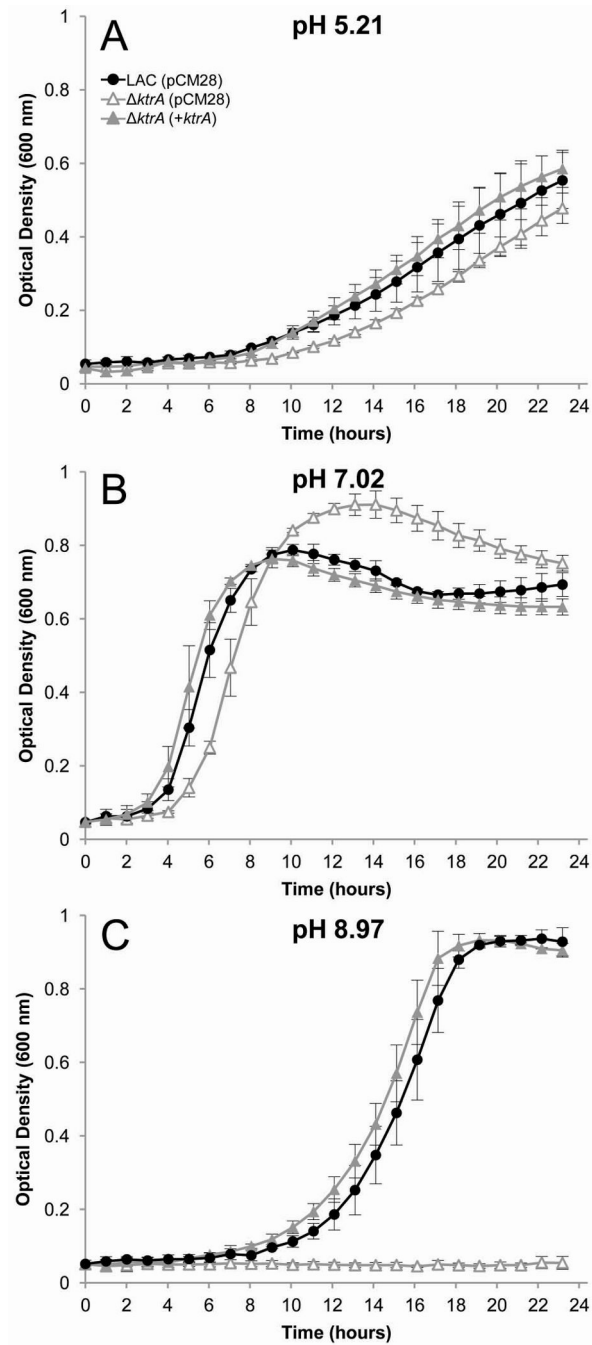 A
pH 5.21
LAC (pCM28)
ΔktrA (pCM28)
ΔktrA (+ktrA)
Optical Density (600 nm)
1
0.8
0.6
0.4
0.2
0
0 2 4 6 8 10 12 14 16 18 20 22 24
Time (hours)
B
pH 7.02
Optical Density (600 nm)
1
0.8
0.6
0.4
0.2
0
0 2 4 6 8 10 12 14 16 18 20 22 24
Time (hours)
C
pH 8.97
Optical Density (600 nm)
1
0.8
0.6
0.4
0.2
0
0 2 4 6 8 10 12 14 16 18 20 22 24
Time (hours)